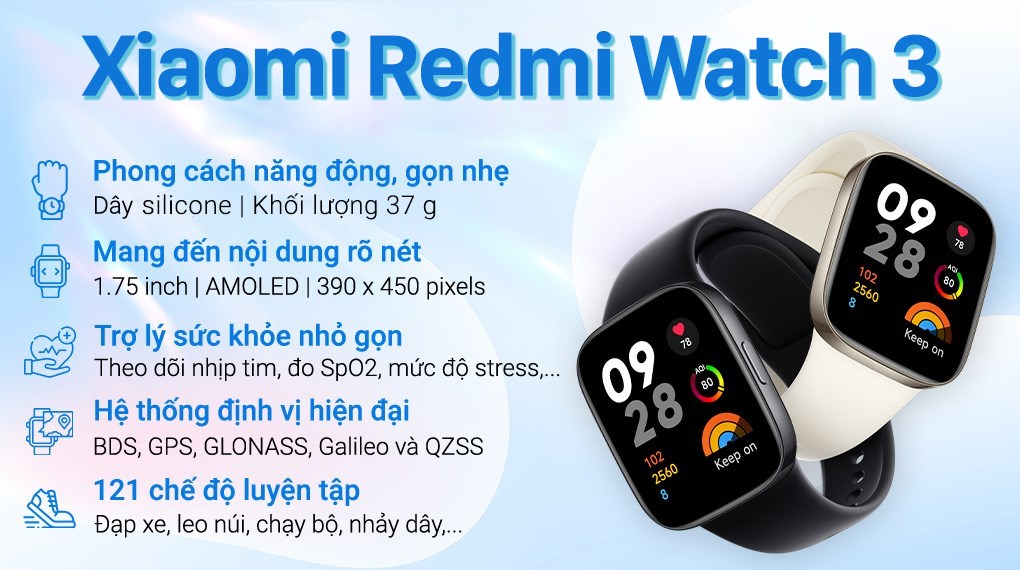 Xiaomi Redmi Watch 3
Phong cách năng động, gọn nhẹ
Dây silicone | Khối lượng 37 g
Mang đến nội dung rõ nét
1.75 inch | AMOLED | 390 x 450 pixels
Trợ lý sức khỏe nhỏ gọn
Theo dõi nhịp tim, đo SpO2, mức độ stress,...
Hệ thống định vị hiện đại
BDS, GPS, GLONASS, Galileo và QZSS
121 chế độ luyện tập
Đạp xe, leo núi, chạy bộ, nhảy dây,...
09
28
78
AQI
80
102
2560
8
Keep on
09
28
78
AQI
80
102
2560
8
Keep on